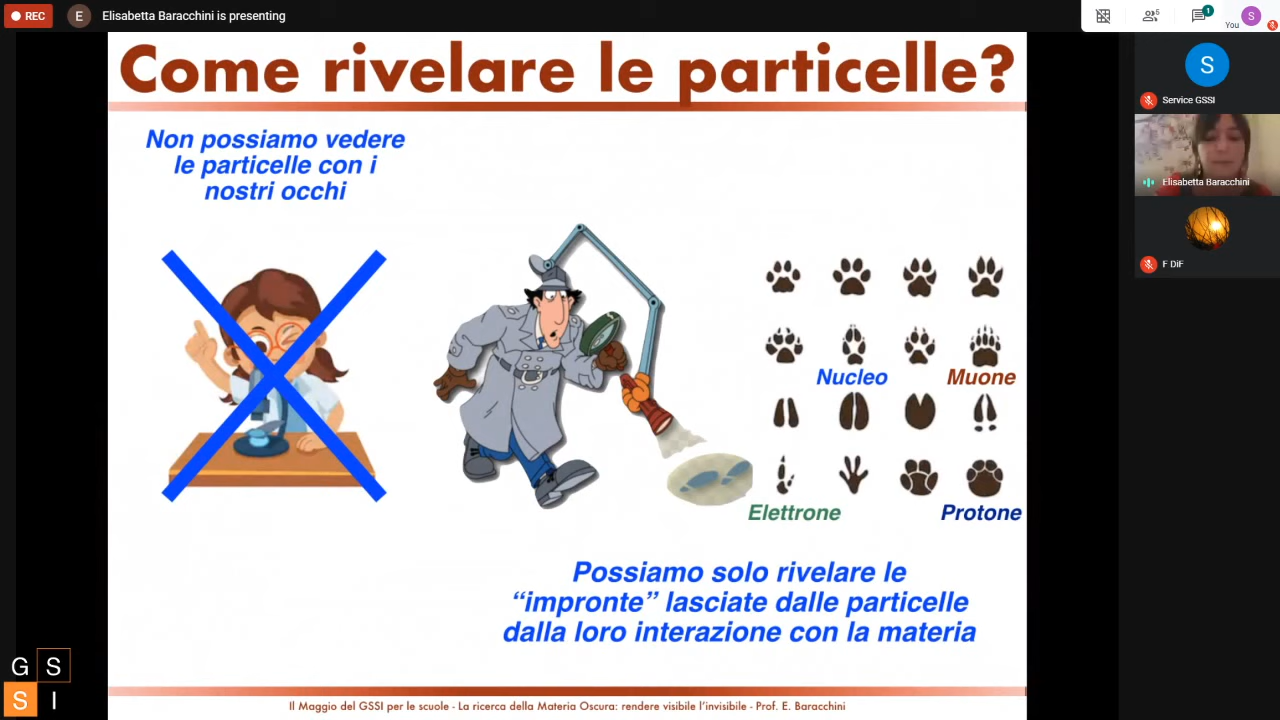 REC
E
Elisabetta Baracchini is presenting
5
1
You
S
Come rivelare le particelle?
Non possiamo vedere
le particelle con i
nostri occhi
Nucleo
Muone
Elettrone
Protone
Possiamo solo rivelare le
“impronte” lasciate dalle particelle
dalla loro interazione con la materia
Il Maggio del GSSI per le scuole - La ricerca della Materia Oscura: rendere visibile l’invisibile - Prof. E. Baracchini
G S
S I
S
Service GSSI
Elisabetta Baracchini
F DiF